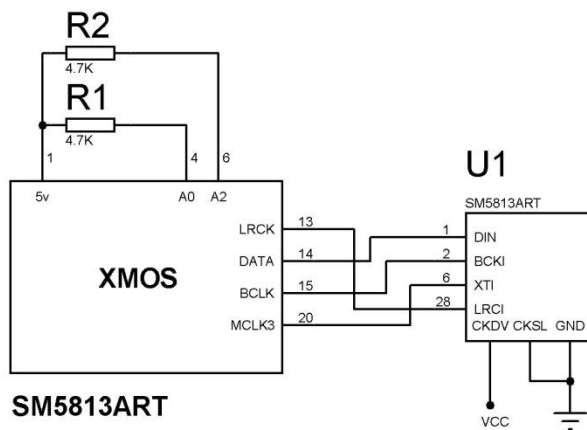 R2
4.7K
R1
4.7K
1 4 6
5v A0 A2
XMOS
LRCK 13
DATA 14
BCLK 15
MCLK3 20
SM5813ART
U1
SM5813ART
1 DIN
2 BCKI
6 XTI
28 LRCI
CKDV CKSL GND
VCC